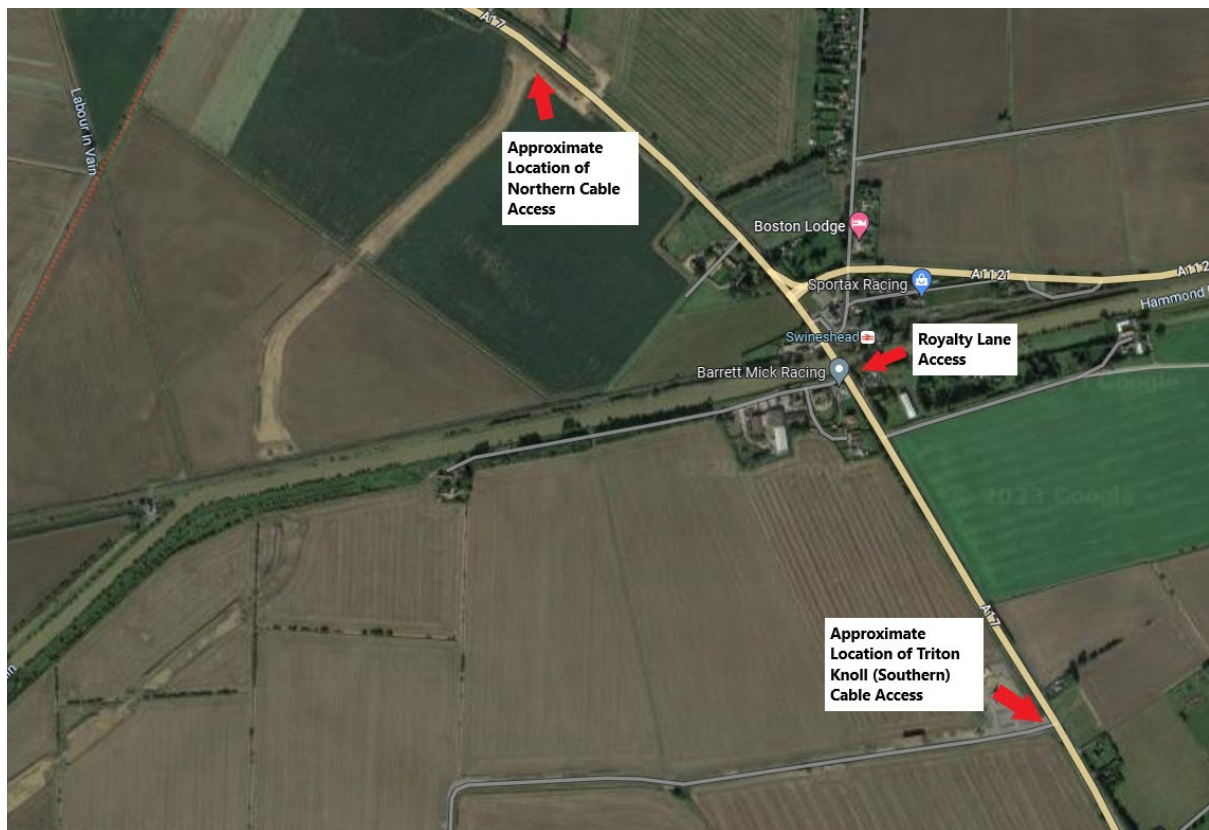 A17
Labour in Vain
Approximate
Location of
Northern Cable
Access
Boston Lodge
A1121
Sportax Racing
Hammond
Swineshead
Royalty Lane
Access
Barrett Mick Racing
2023 Google
A17
Approximate
Location of Triton
Knoll (Southern)
Cable Access